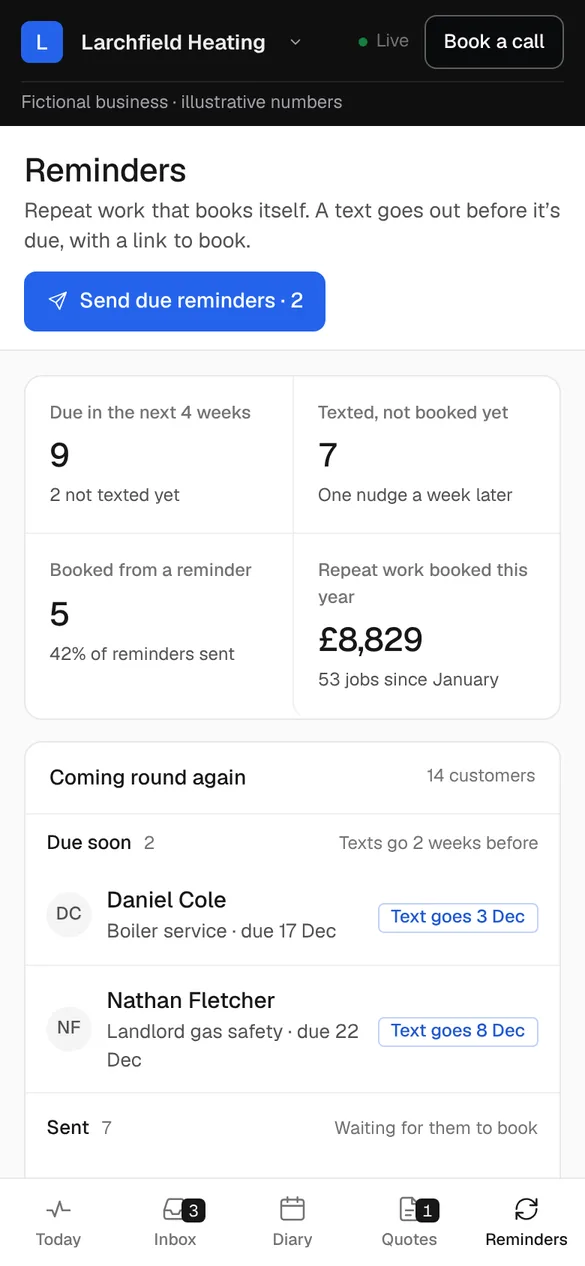 L
Larchfield Heating
Live
Book a call
Fictional business · illustrative numbers
Reminders
Repeat work that books itself. A text goes out before it’s
due, with a link to book.
Send due reminders · 2
Due in the next 4 weeks
9
2 not texted yet
Texted, not booked yet
7
One nudge a week later
Booked from a reminder
5
42% of reminders sent
Repeat work booked this
year
£8,829
53 jobs since January
Coming round again
14 customers
Due soon 2
Texts go 2 weeks before
DC
Daniel Cole
Boiler service · due 17 Dec
Text goes 3 Dec
NF
Nathan Fletcher
Landlord gas safety · due 22
Dec
Text goes 8 Dec
Sent 7
Waiting for them to book
3
1
Today
Inbox
Diary
Quotes
Reminders